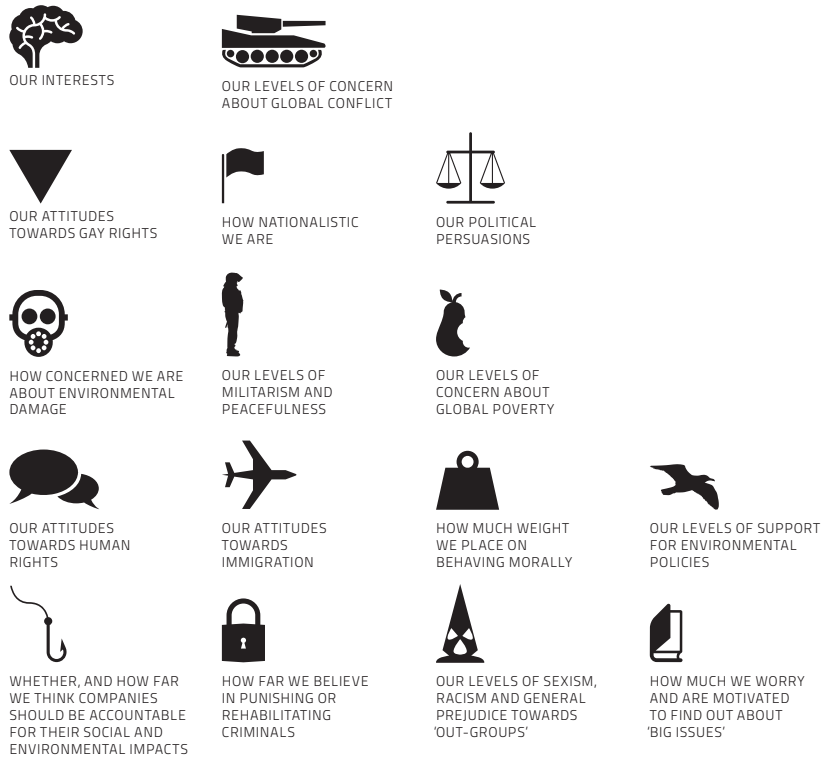 OUR INTERESTS
OUR LEVELS OF CONCERN
ABOUT GLOBAL CONFLICT
OUR ATTITUDES
TOWARDS GAY RIGHTS
HOW NATIONALISTIC
WE ARE
OUR POLITICAL
PERSUASIONS
HOW CONCERNED WE ARE
ABOUT ENVIRONMENTAL
DAMAGE
OUR LEVELS OF
MILITARISM AND
PEACEFULNESS
OUR LEVELS OF
CONCERN ABOUT
GLOBAL POVERTY
OUR ATTITUDES
TOWARDS HUMAN
RIGHTS
OUR ATTITUDES
TOWARDS
IMMIGRATION
HOW MUCH WEIGHT
WE PLACE ON
BEHAVING MORALLY
OUR LEVELS OF SUPPORT
FOR ENVIRONMENTAL
POLICIES
WHETHER, AND HOW FAR
WE THINK COMPANIES
SHOULD BE ACCOUNTABLE
FOR THEIR SOCIAL AND
ENVIRONMENTAL IMPACTS
HOW FAR WE BELIEVE
IN PUNISHING OR
REHABILITATING
CRIMINALS
OUR LEVELS OF SEXISM,
RACISM AND GENERAL
PREJUDICE TOWARDS
'OUT-GROUPS'
HOW MUCH WE WORRY
AND ARE MOTIVATED
TO FIND OUT ABOUT
'BIG ISSUES'